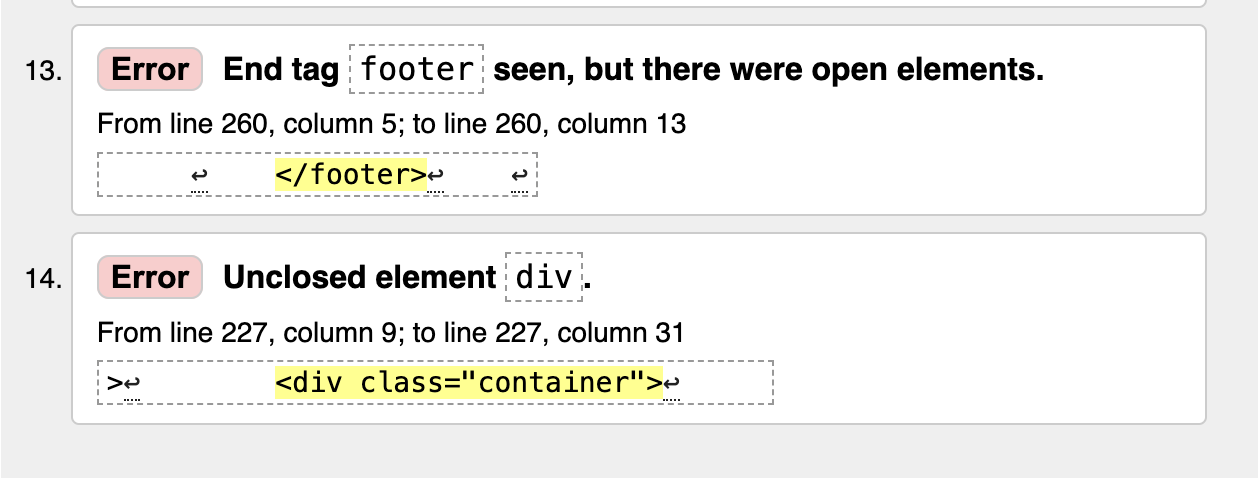 13. Error End tag footer seen, but there were open elements.
From line 260, column 5; to line 260, column 13
↩ </footer>↩ ↩
14. Error Unclosed element div.
From line 227, column 9; to line 227, column 31
>↩ <div class="container">↩